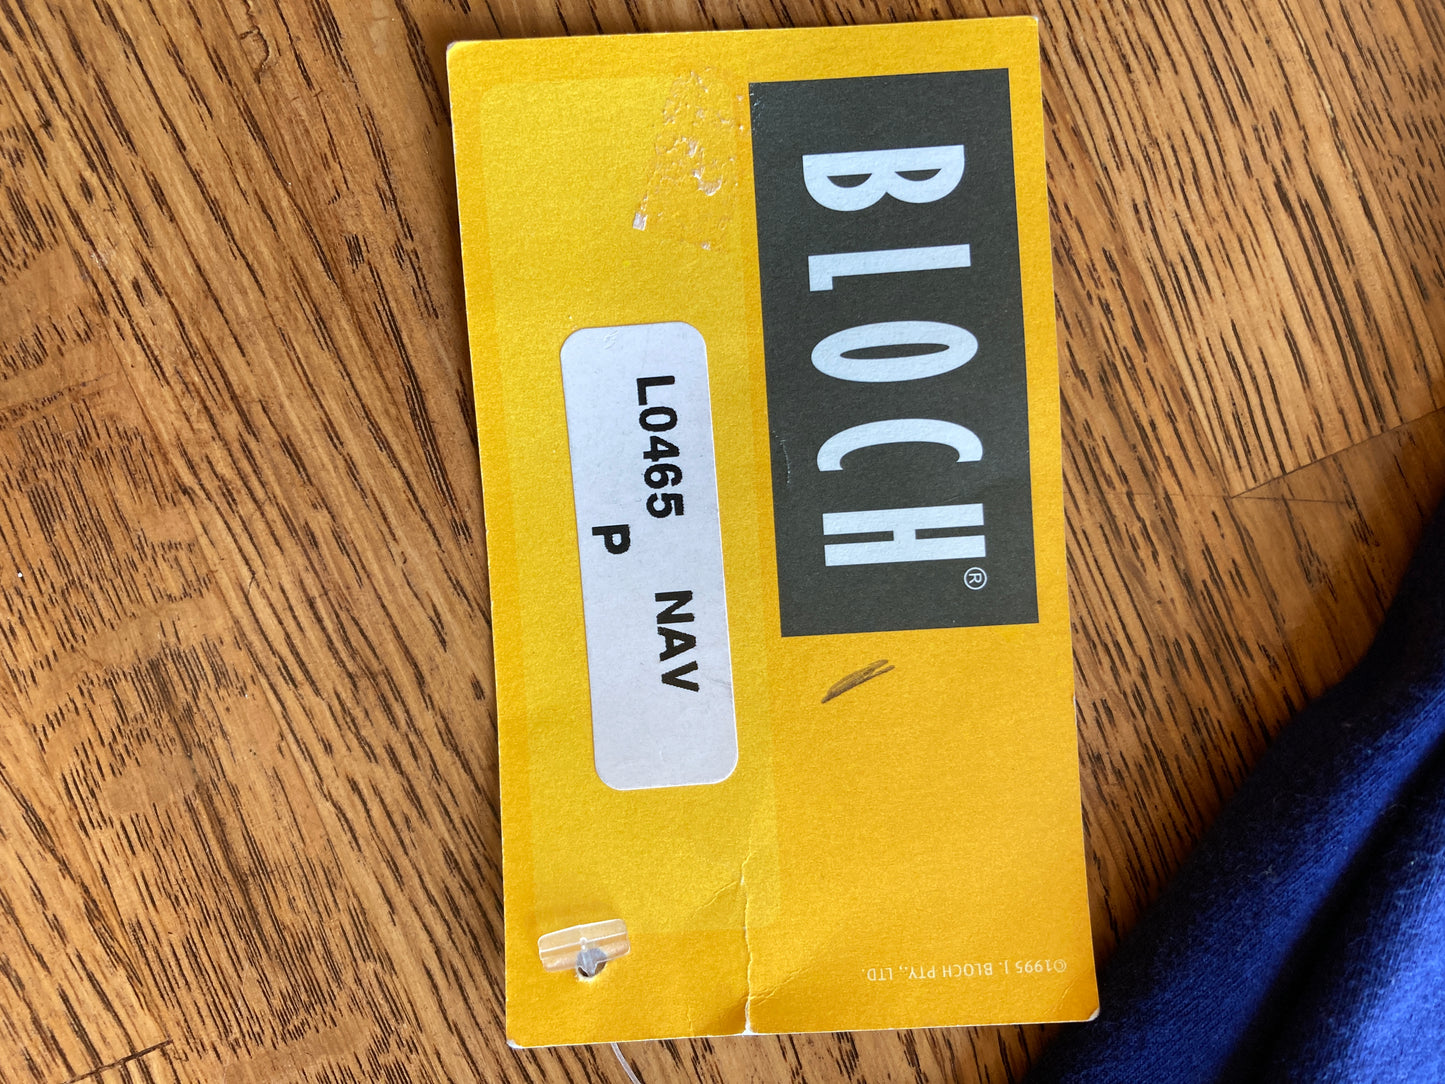 BLOCH®
L0465 NAV
P
©1995 J. BLOCH PTY., LTD.